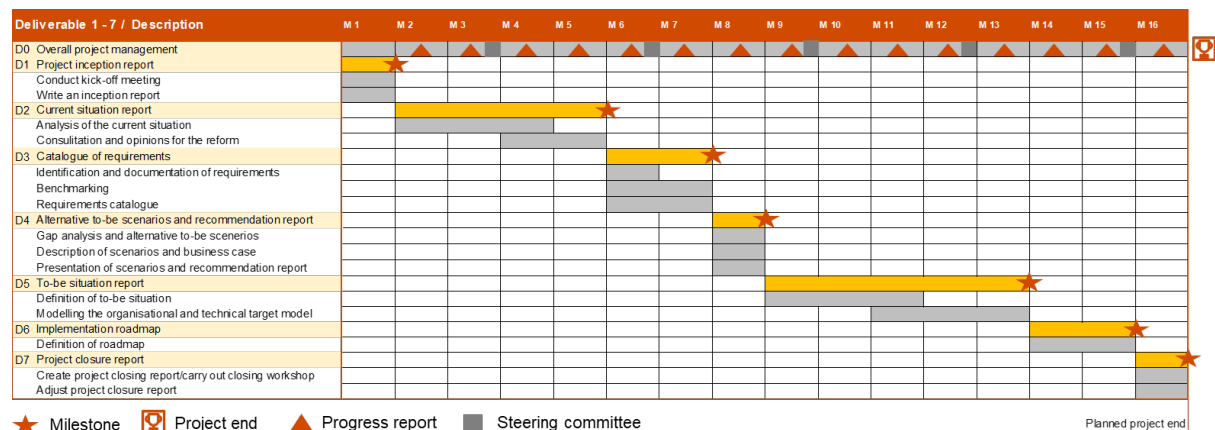 Deliverable 1 - 7 / Description M 1 M 2 M 3 M 4 M 5 M 6 M 7 M 8 M 9 M 10 M 11 M 12 M 13 M 14 M 15 M 16
D0 Overall project management
D1 Project inception report
Conduct kick-off meeting
Write an inception report
D2 Current situation report
Analysis of the current situation
Consulitation and opinions for the reform
D3 Catalogue of requirements
Identification and documentation of requirements
Benchmarking
Requirements catalogue
D4 Alternative to-be scenarios and recommendation report
Gap analysis and alternative to-be scenerios
Description of scenarios and business case
Presentation of scenarios and recommendation report
D5 To-be situation report
Definition of to-be situation
Modelling the organisational and technical target model
D6 Implementation roadmap
Definition of roadmap
D7 Project closure report
Create project closing report/carry out closing workshop
Adjust project closure report
Milestone Project end Progress report Steering committee Planned project end